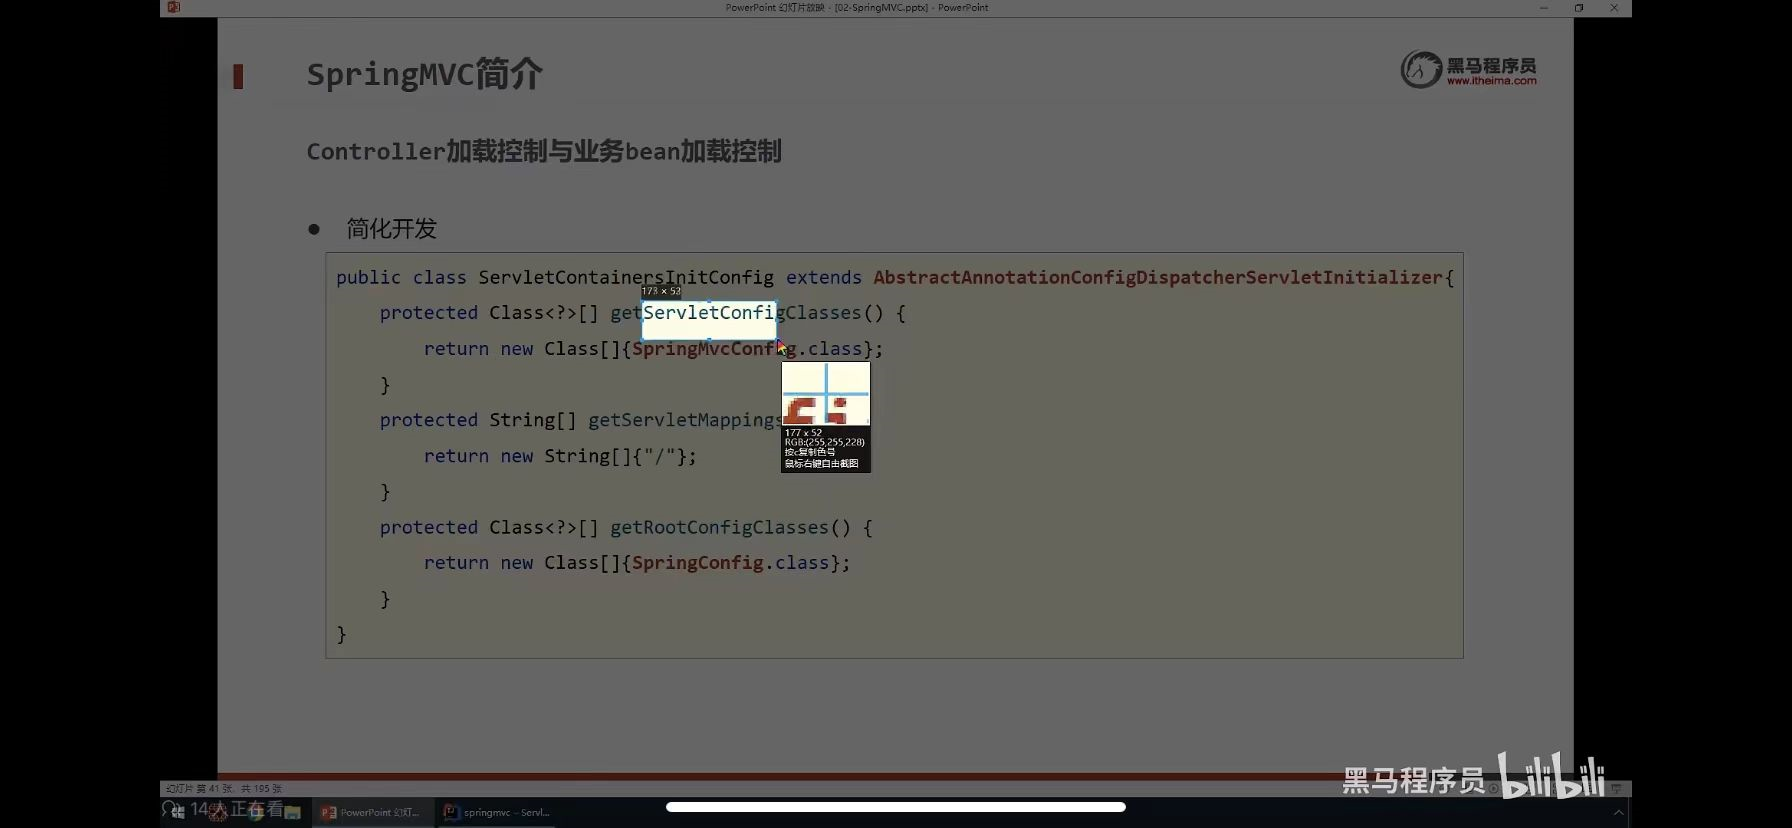 PowerPoint 幻灯片放映 - [02-SpringMVC.pptx] - PowerPoint
SpringMVC简介
黑马程序员
www.itheima.com
Controller加载控制与业务bean加载控制
● 简化开发
public class ServletContainersInitConfig extends AbstractAnnotationConfigDispatcherServletInitializer{
173 × 52
protected Class<?>[] getServletConfigClasses() {
return new Class[]{SpringMvcConfig.class};
}
protected String[] getServletMappings
return new String[]{"/"};
}
177 x 52
RGB:(255,255,228)
按c复制色号
鼠标右键自由截图
protected Class<?>[] getRootConfigClasses() {
return new Class[]{SpringConfig.class};
}
}
黑马程序员 bilibili
幻灯片 第 41 张, 共 195 张
14人正在看
PowerPoint 幻灯...
springmvc – Servl...